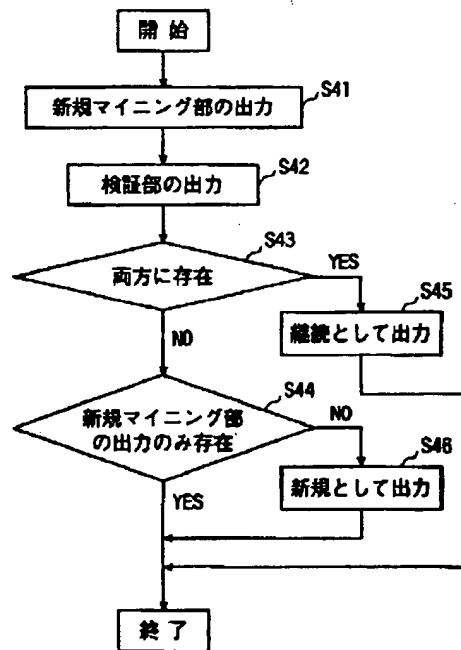 開始
新規マイニング部の出力
S41
検証部の出力
S42
両方に存在
S43
YES
NO
継続として出力
S45
新規マイニング部
の出力のみ存在
S44
NO
YES
新規として出力
S46
終了